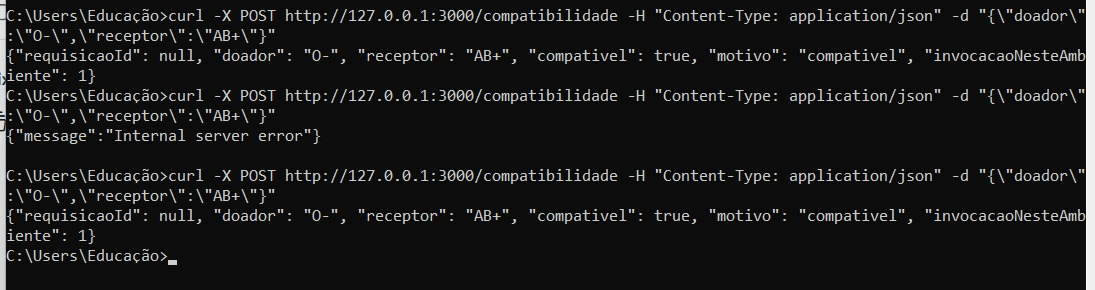 C:\Users\Educação>curl -X POST http://127.0.0.1:3000/compatibilidade -H "Content-Type: application/json" -d "{\"doador\"
:\"O-\",\"receptor\":\"AB+\"}"
{"requisicaoId": null, "doador": "O-", "receptor": "AB+", "compativel": true, "motivo": "compativel", "invocacaoNesteAmb
iente": 1}
C:\Users\Educação>curl -X POST http://127.0.0.1:3000/compatibilidade -H "Content-Type: application/json" -d "{\"doador\"
:\"O-\",\"receptor\":\"AB+\"}"
{"message":"Internal server error"}
C:\Users\Educação>curl -X POST http://127.0.0.1:3000/compatibilidade -H "Content-Type: application/json" -d "{\"doador\"
:\"O-\",\"receptor\":\"AB+\"}"
{"requisicaoId": null, "doador": "O-", "receptor": "AB+", "compativel": true, "motivo": "compativel", "invocacaoNesteAmb
iente": 1}
C:\Users\Educação>